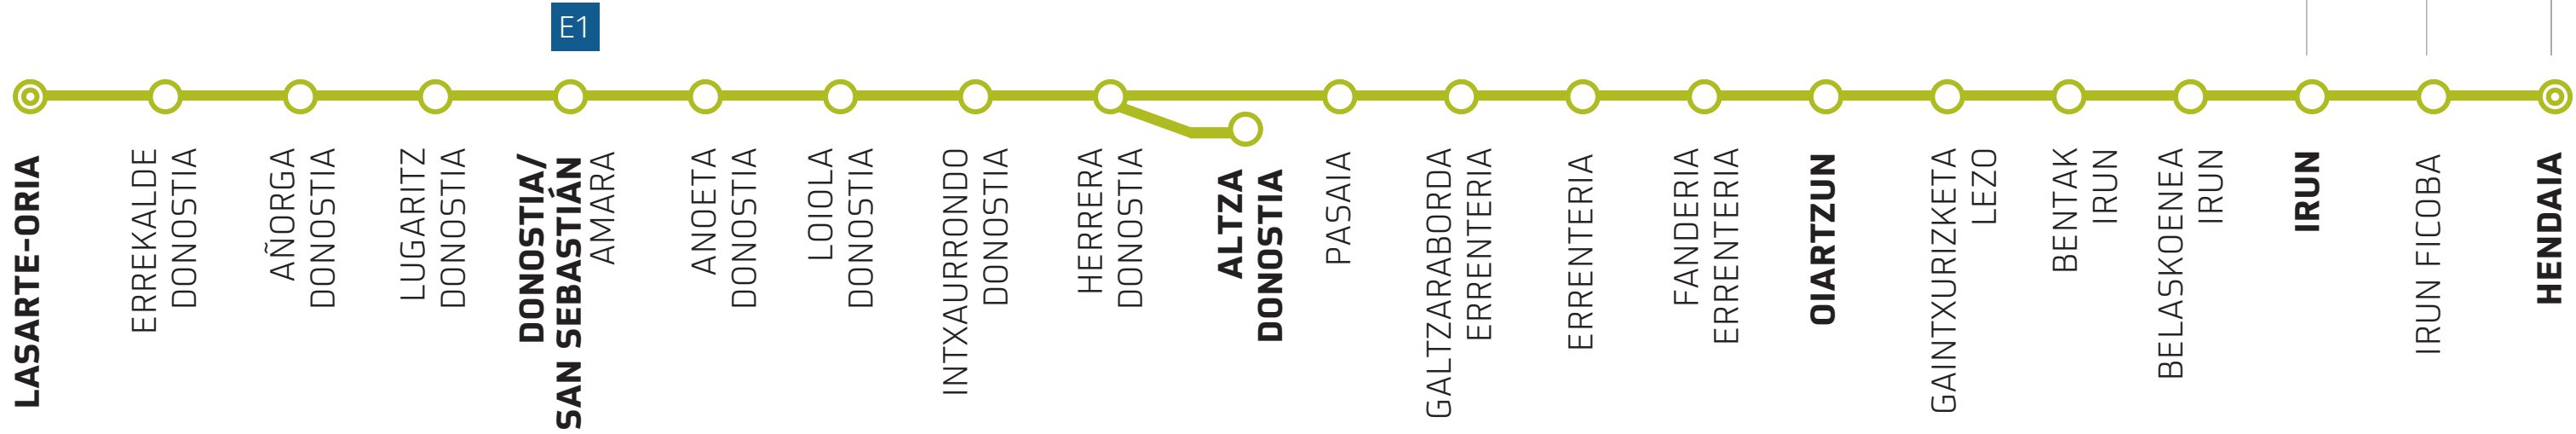 E1
LASARTE-ORIA
ERREKALDE
DONOSTIA
AÑORGA
DONOSTIA
LUGARITZ
DONOSTIA
DONOSTIA/
SAN SEBASTIÁN
AMARA
ANOETA
DONOSTIA
LOIOLA
DONOSTIA
INTXAURRONDO
DONOSTIA
HERRERA
DONOSTIA
ALTZA
DONOSTIA
PASAIA
GALTZARABORDA
ERRENTERIA
ERRENTERIA
FANDERIA
ERRENTERIA
OIARTZUN
GAINTXURIZKETA
LEZO
BENTAK
IRUN
BELASKOENEA
IRUN
IRUN
IRUN FICOBA
HENDAIA